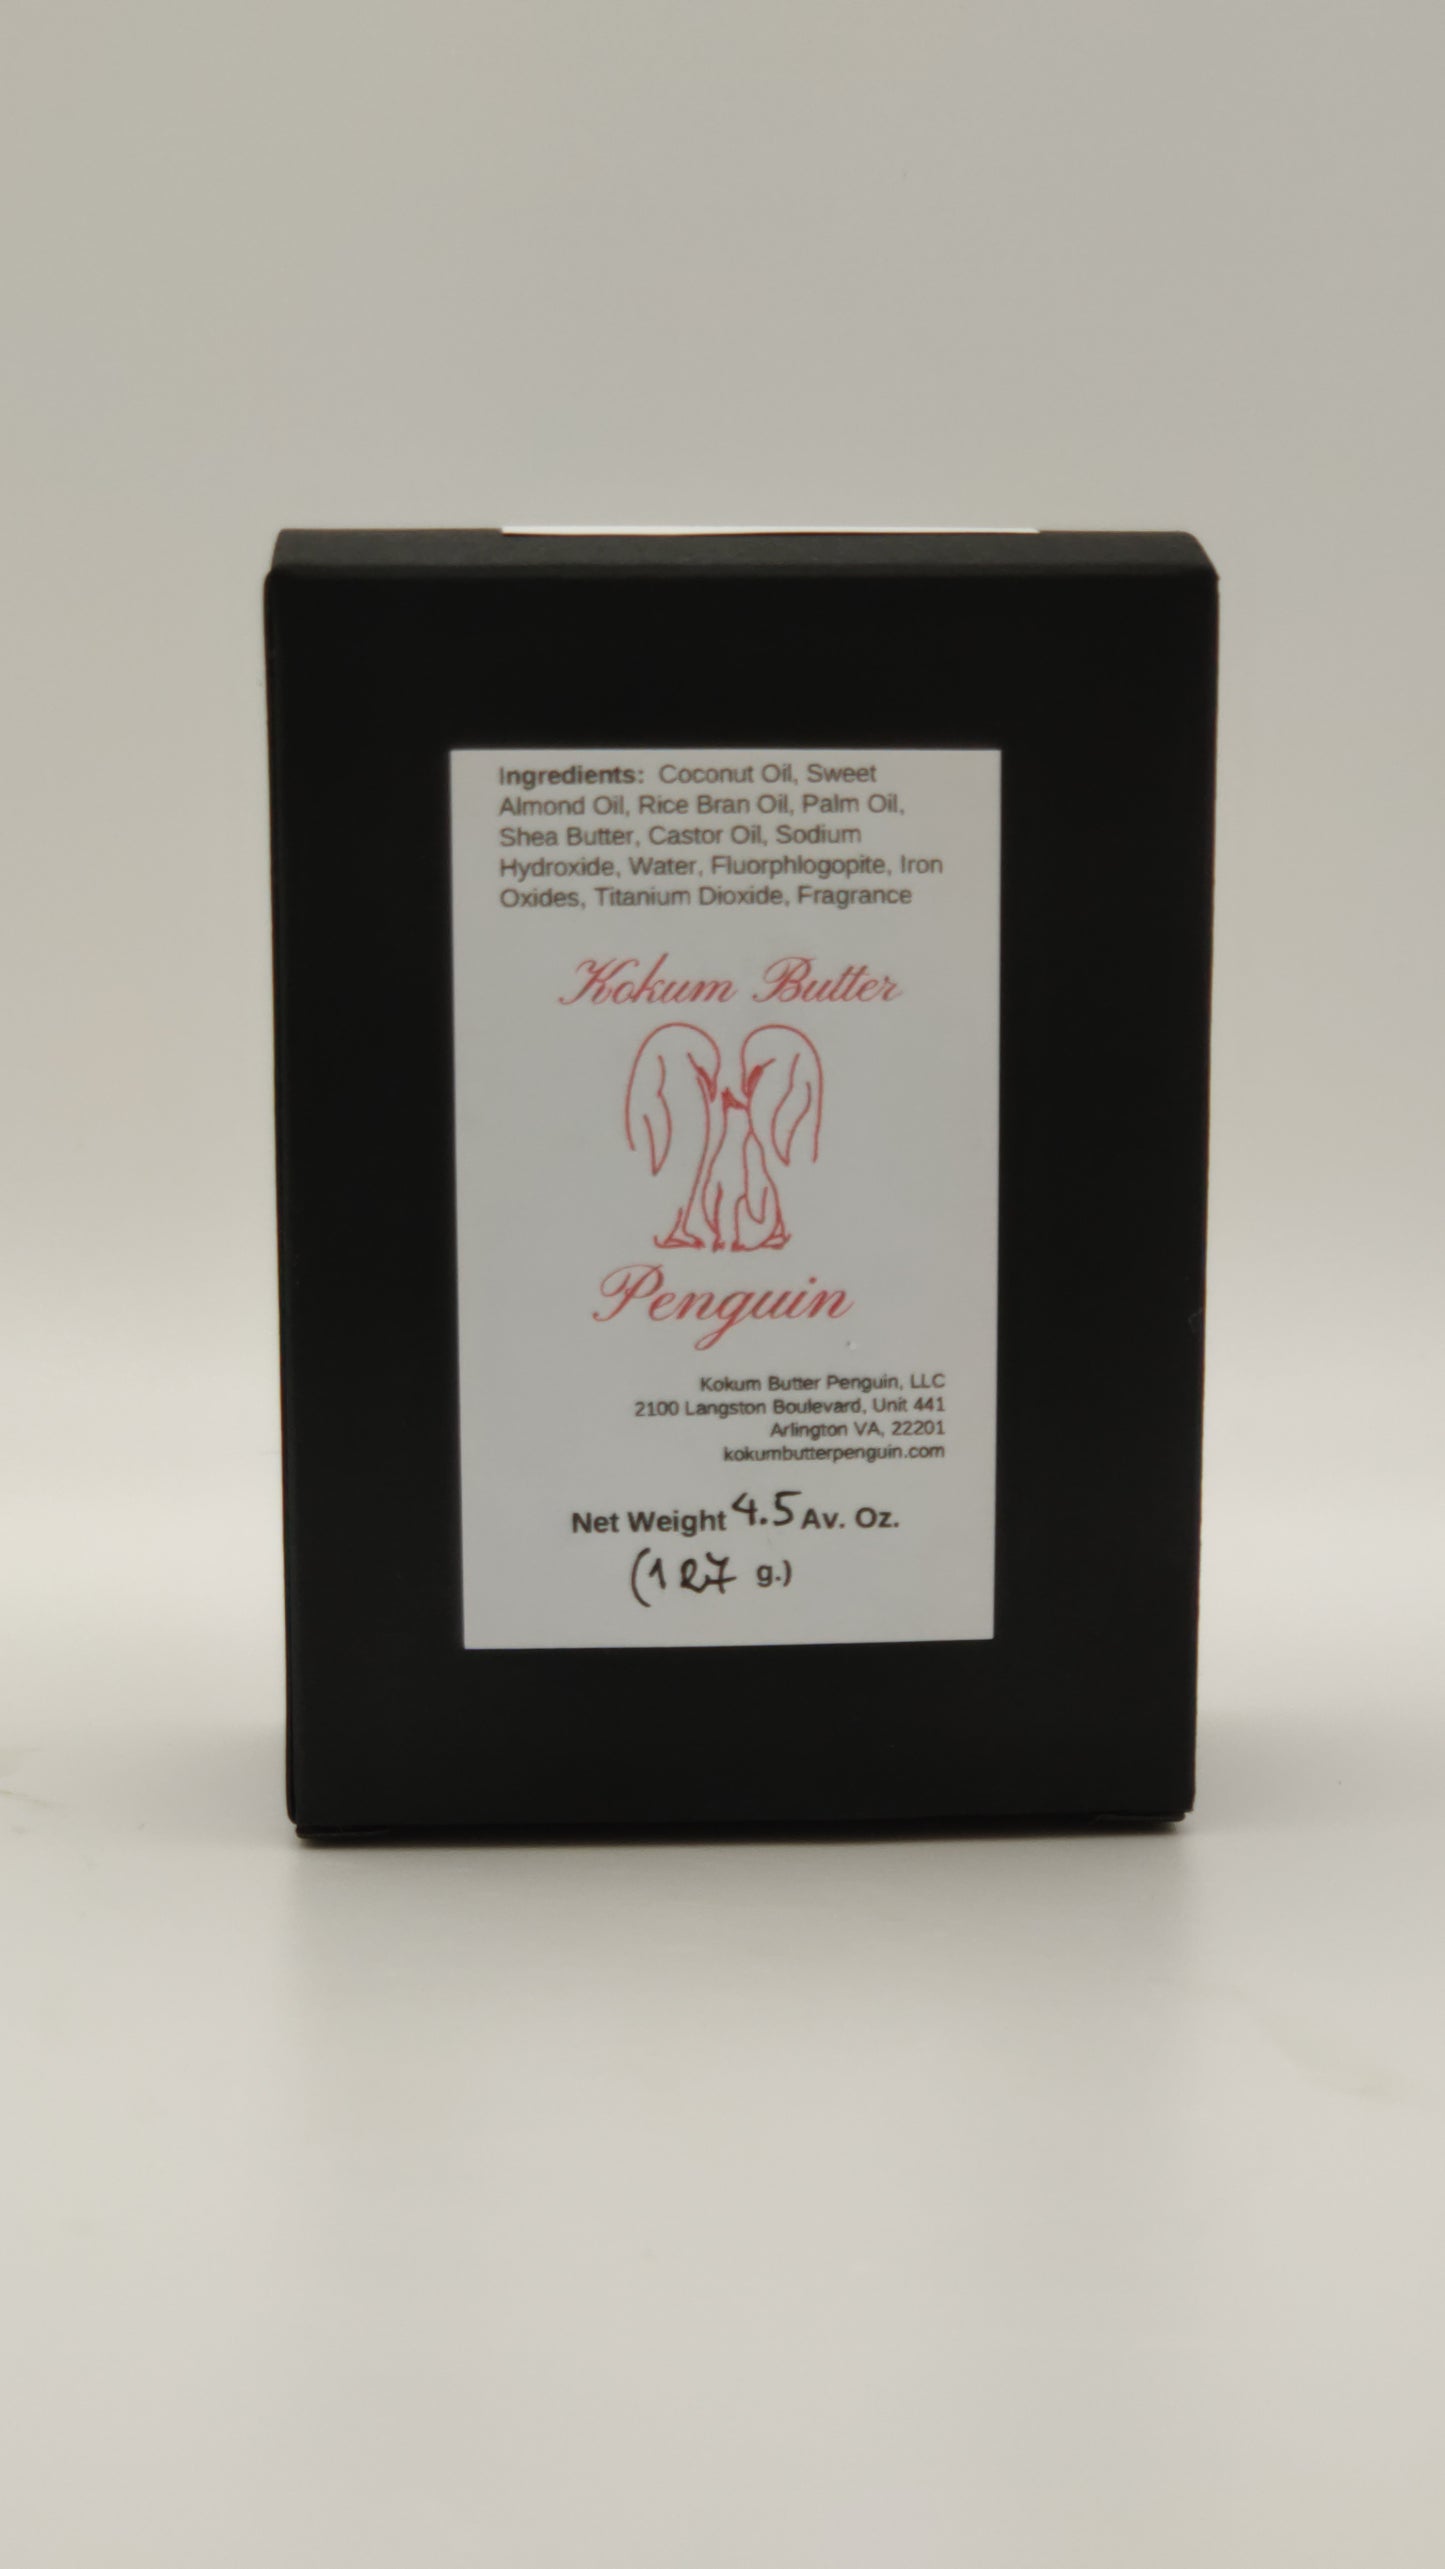 Ingredients: Coconut Oil, Sweet
Almond Oil, Rice Bran Oil, Palm Oil,
Shea Butter, Castor Oil, Sodium
Hydroxide, Water, Fluorphlogopite, Iron
Oxides, Titanium Dioxide, Fragrance
Kokum Butter
Penguin
Kokum Butter Penguin, LLC
2100 Langston Boulevard, Unit 441
Arlington VA, 22201
kokumbutterpenguin.com
Net Weight 4.5 Av. Oz.
(127 g.)